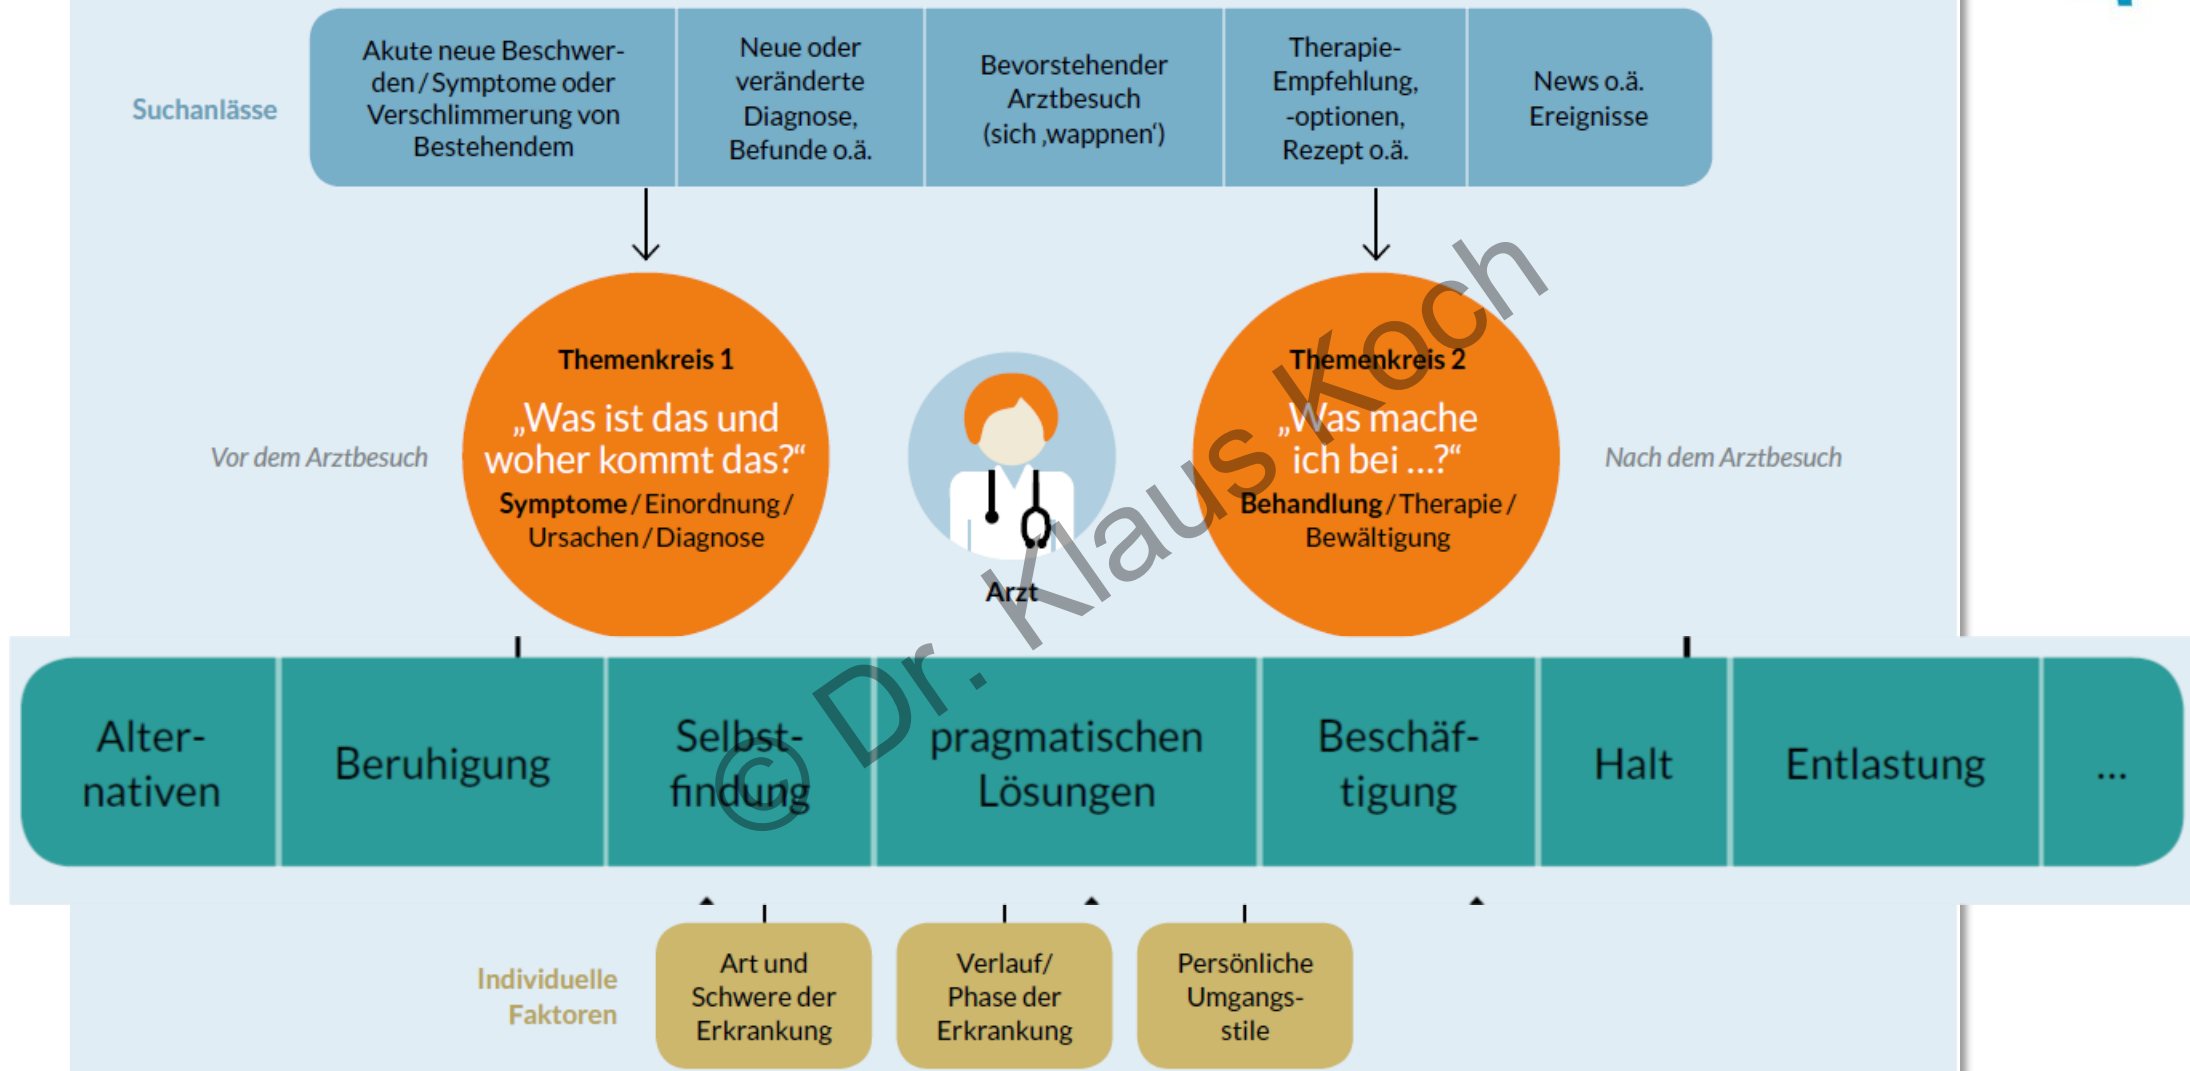 Suchanlässe
Akute neue Beschwer-
den / Symptome oder
Verschlimmerung von
Bestehendem
Neue oder
veränderte
Diagnose,
Befunde o.ä.
Bevorstehender
Arztbesuch
(sich ‚wappnen‘)
Therapie-
Empfehlung,
-optionen,
Rezept o.ä.
News o.ä.
Ereignisse
Vor dem Arztbesuch
Themenkreis 1
„Was ist das und
woher kommt das?“
Symptome / Einordnung /
Ursachen / Diagnose
Arzt
Themenkreis 2
„Was mache
ich bei ...?“
Behandlung / Therapie /
Bewältigung
Nach dem Arztbesuch
Alter-
nativen
Beruhigung
Selbst-
findung
pragmatischen
Lösungen
Beschäf-
tigung
Halt
Entlastung
...
Individuelle
Faktoren
Art und
Schwere der
Erkrankung
Verlauf/
Phase der
Erkrankung
Persönliche
Umgangs-
stile
© Dr. Klaus Koch